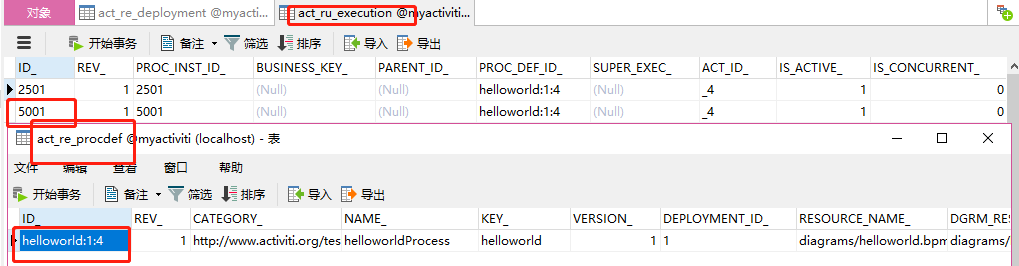 对象 act_re_deployment @myacti... act_ru_execution @myactiviti...
开始事务 备注 筛选 排序 导入 导出
ID_ REV_ PROC_INST_ID_ BUSINESS_KEY_ PARENT_ID_ PROC_DEF_ID_ SUPER_EXEC_ ACT_ID_ IS_ACTIVE_ IS_CONCURRENT_
2501 1 2501 (Null) (Null) helloworld:1:4 (Null) _4 1 0
5001 1 5001 (Null) (Null) helloworld:1:4 (Null) _4 1 0
act_re_procdef @myactiviti (localhost) - 表
文件 编辑 查看 窗口 帮助
开始事务 备注 筛选 排序 导入 导出
ID_ REV_ CATEGORY_ NAME_ KEY_ VERSION_ DEPLOYMENT_ID_ RESOURCE_NAME_ DGRM_RES
helloworld:1:4 1 http://www.activiti.org/tes helloworldProcess helloworld 1 1 diagrams/helloworld.bpm diagrams/